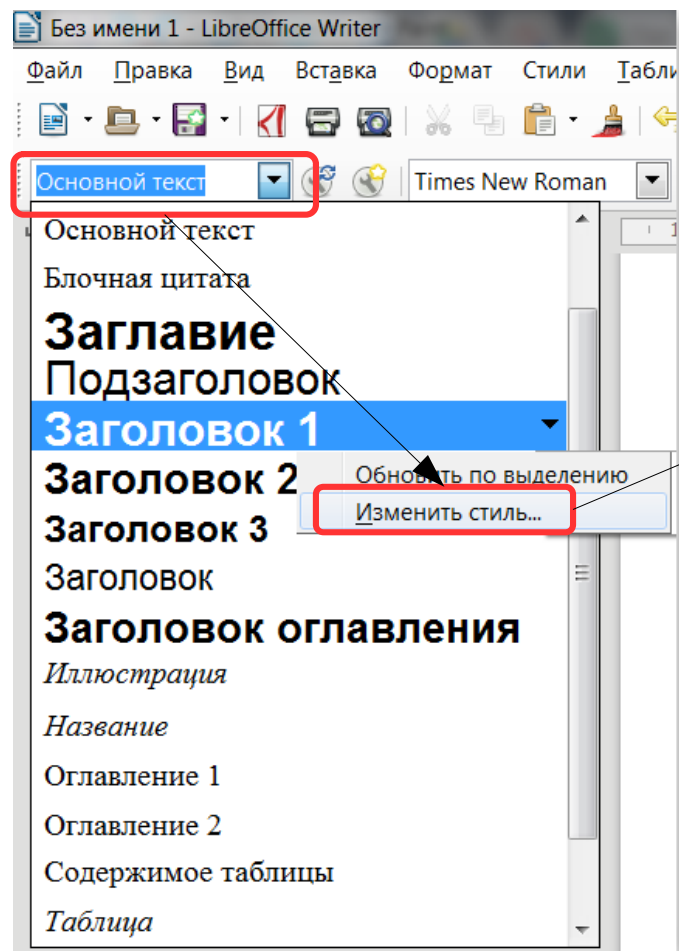 Без имени 1 - LibreOffice Writer
Файл Правка Вид Вставка Формат Стили Табли
Основной текст Times New Roman
Основной текст
1
Блочная цитата
Заглавие
Подзаголовок
Заголовок 1
Заголовок 2
Обновить по выделению
Изменить стиль...
Заголовок 3
Заголовок
Заголовок оглавления
Иллюстрация
Название
Оглавление 1
Оглавление 2
Содержимое таблицы
Таблица